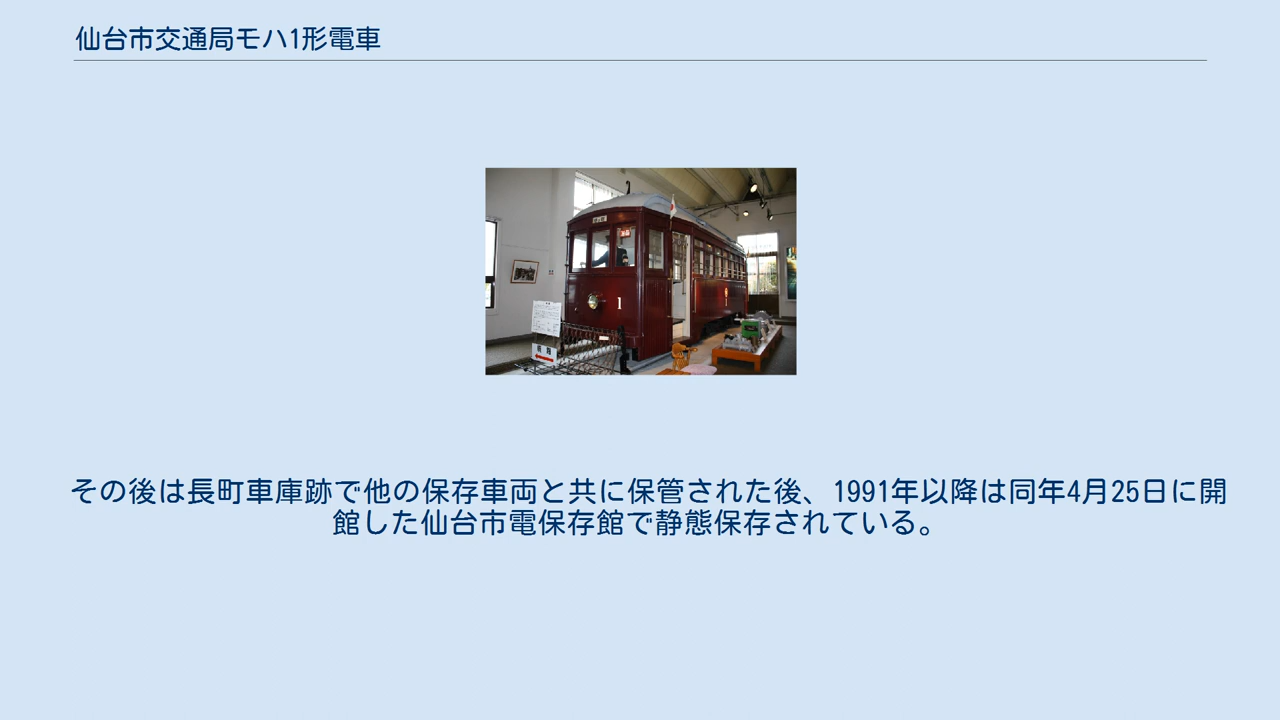 仙台市交通局モハ1形電車
1
その後は長町車庫跡で他の保存車両と共に保管された後、1991年以降は同年4月25日に開
館した仙台市電保存館で静態保存されている。